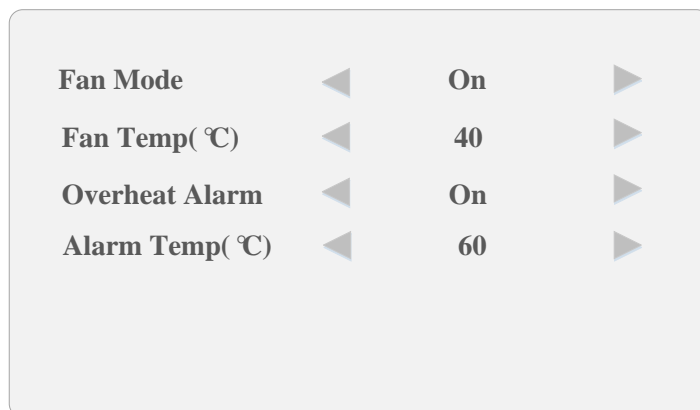 Fan Mode On
Fan Temp( ℃) 40
Overheat Alarm On
Alarm Temp( ℃) 60